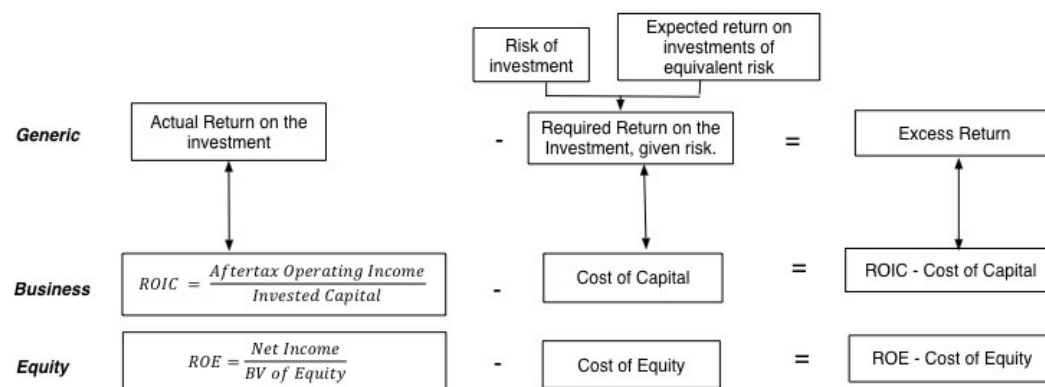 Risk of
investment
Expected return on
investments of
equivalent risk
Generic
Actual Return on the
investment
-
Required Return on the
Investment, given risk.
=
Excess Return
Business
ROIC = Aftertax Operating Income
Invested Capital
-
Cost of Capital
=
ROIC - Cost of Capital
Equity
ROE = Net Income
BV of Equity
-
Cost of Equity
=
ROE - Cost of Equity